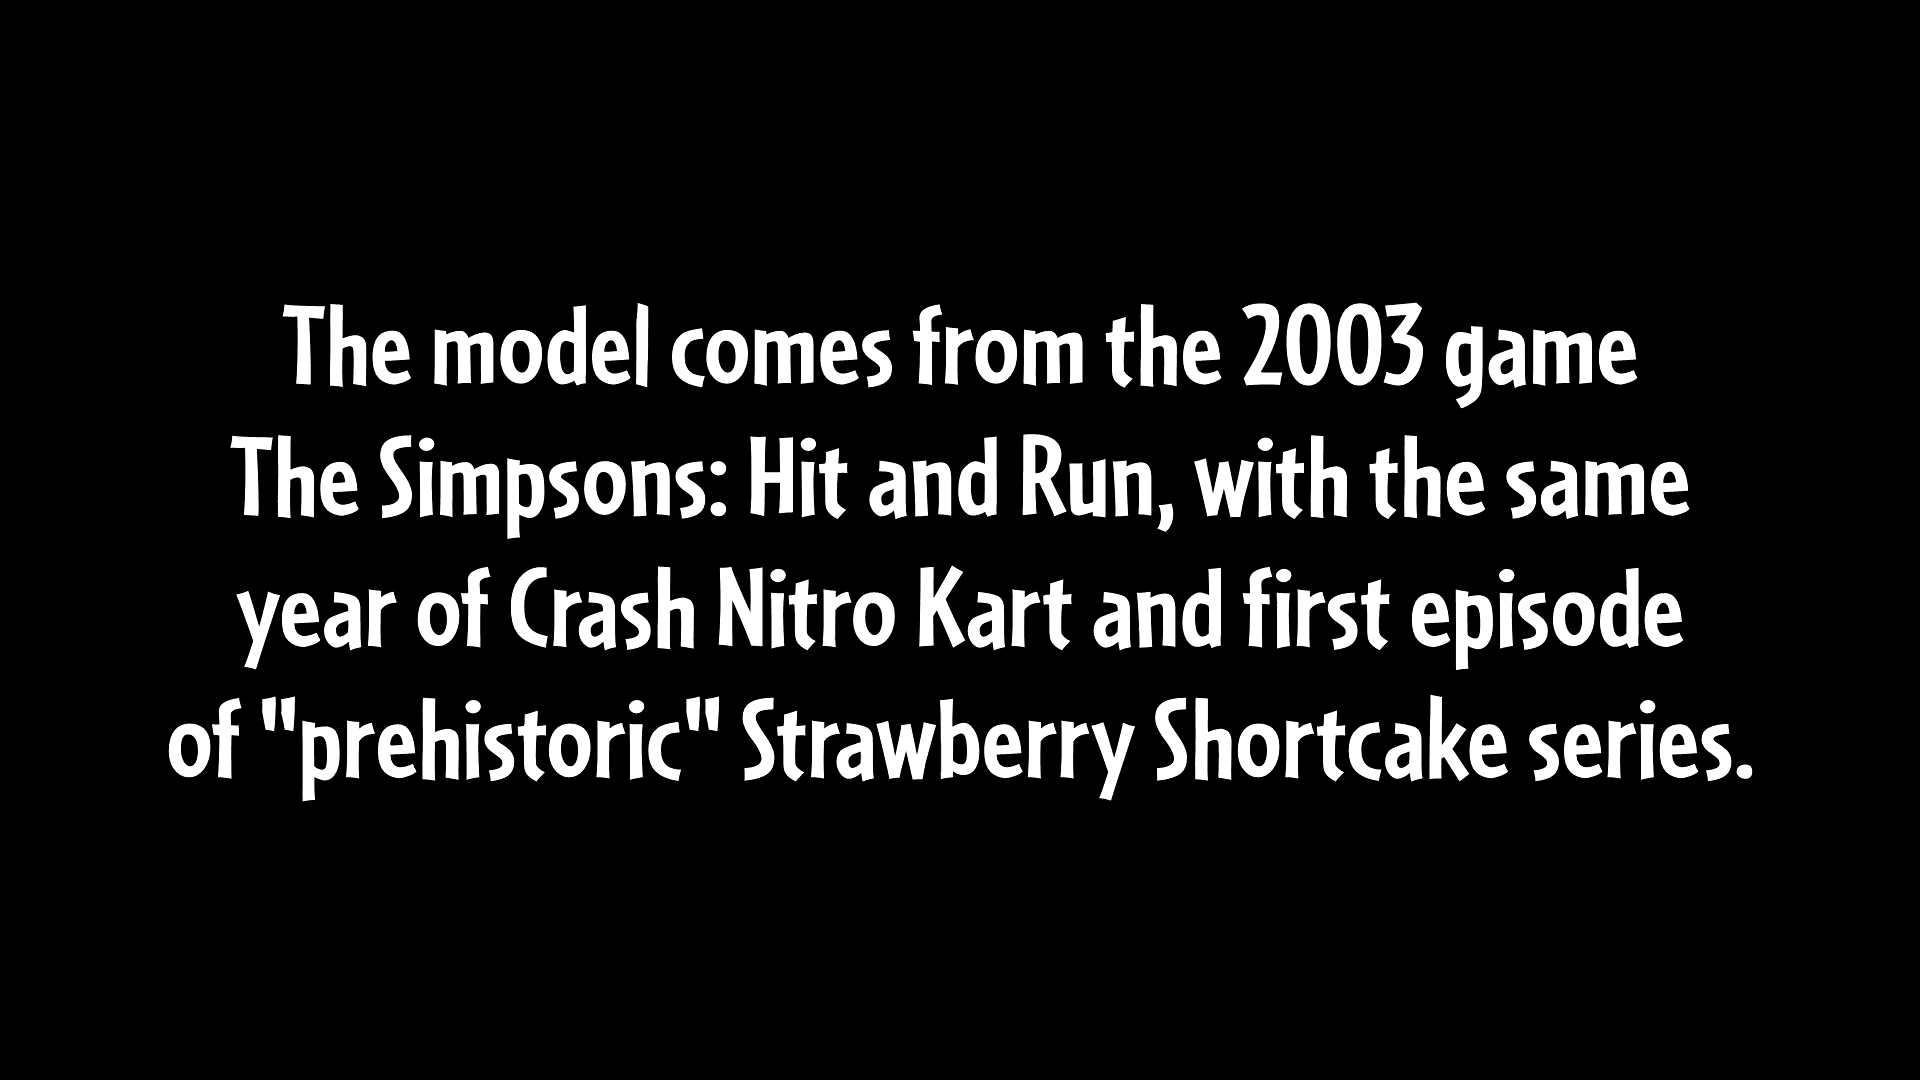 The model comes from the 2003 game
The Simpsons: Hit and Run, with the same
year of Crash Nitro Kart and first episode
of "prehistoric" Strawberry Shortcake series.